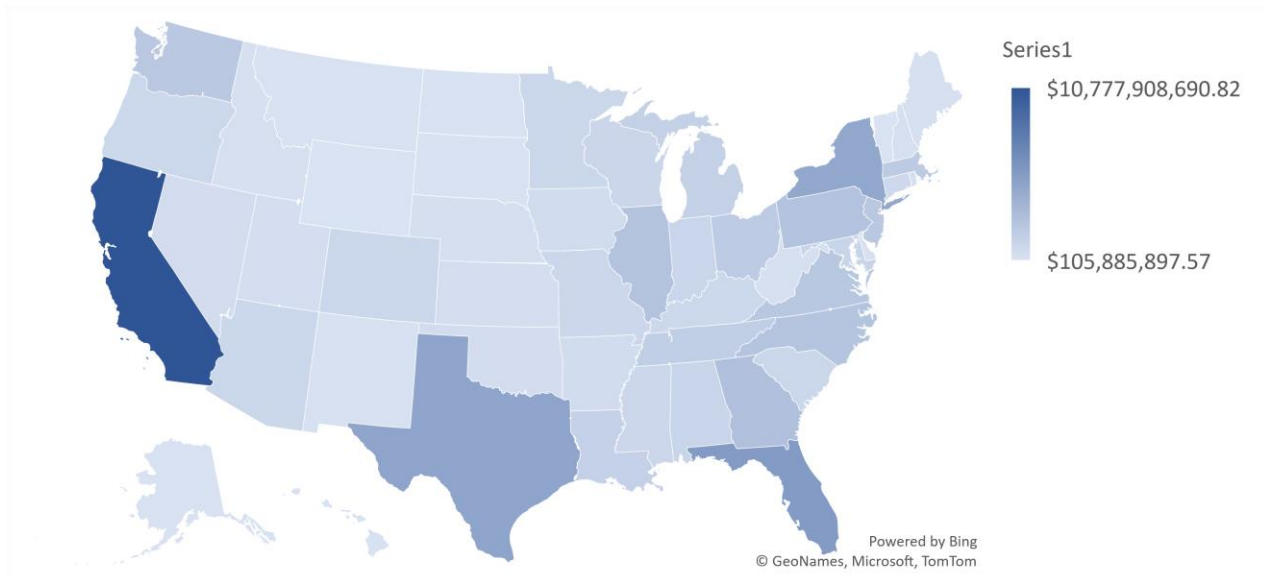 Series1
$10,777,908,690.82
$105,885,897.57
Powered by Bing
© GeoNames, Microsoft, TomTom